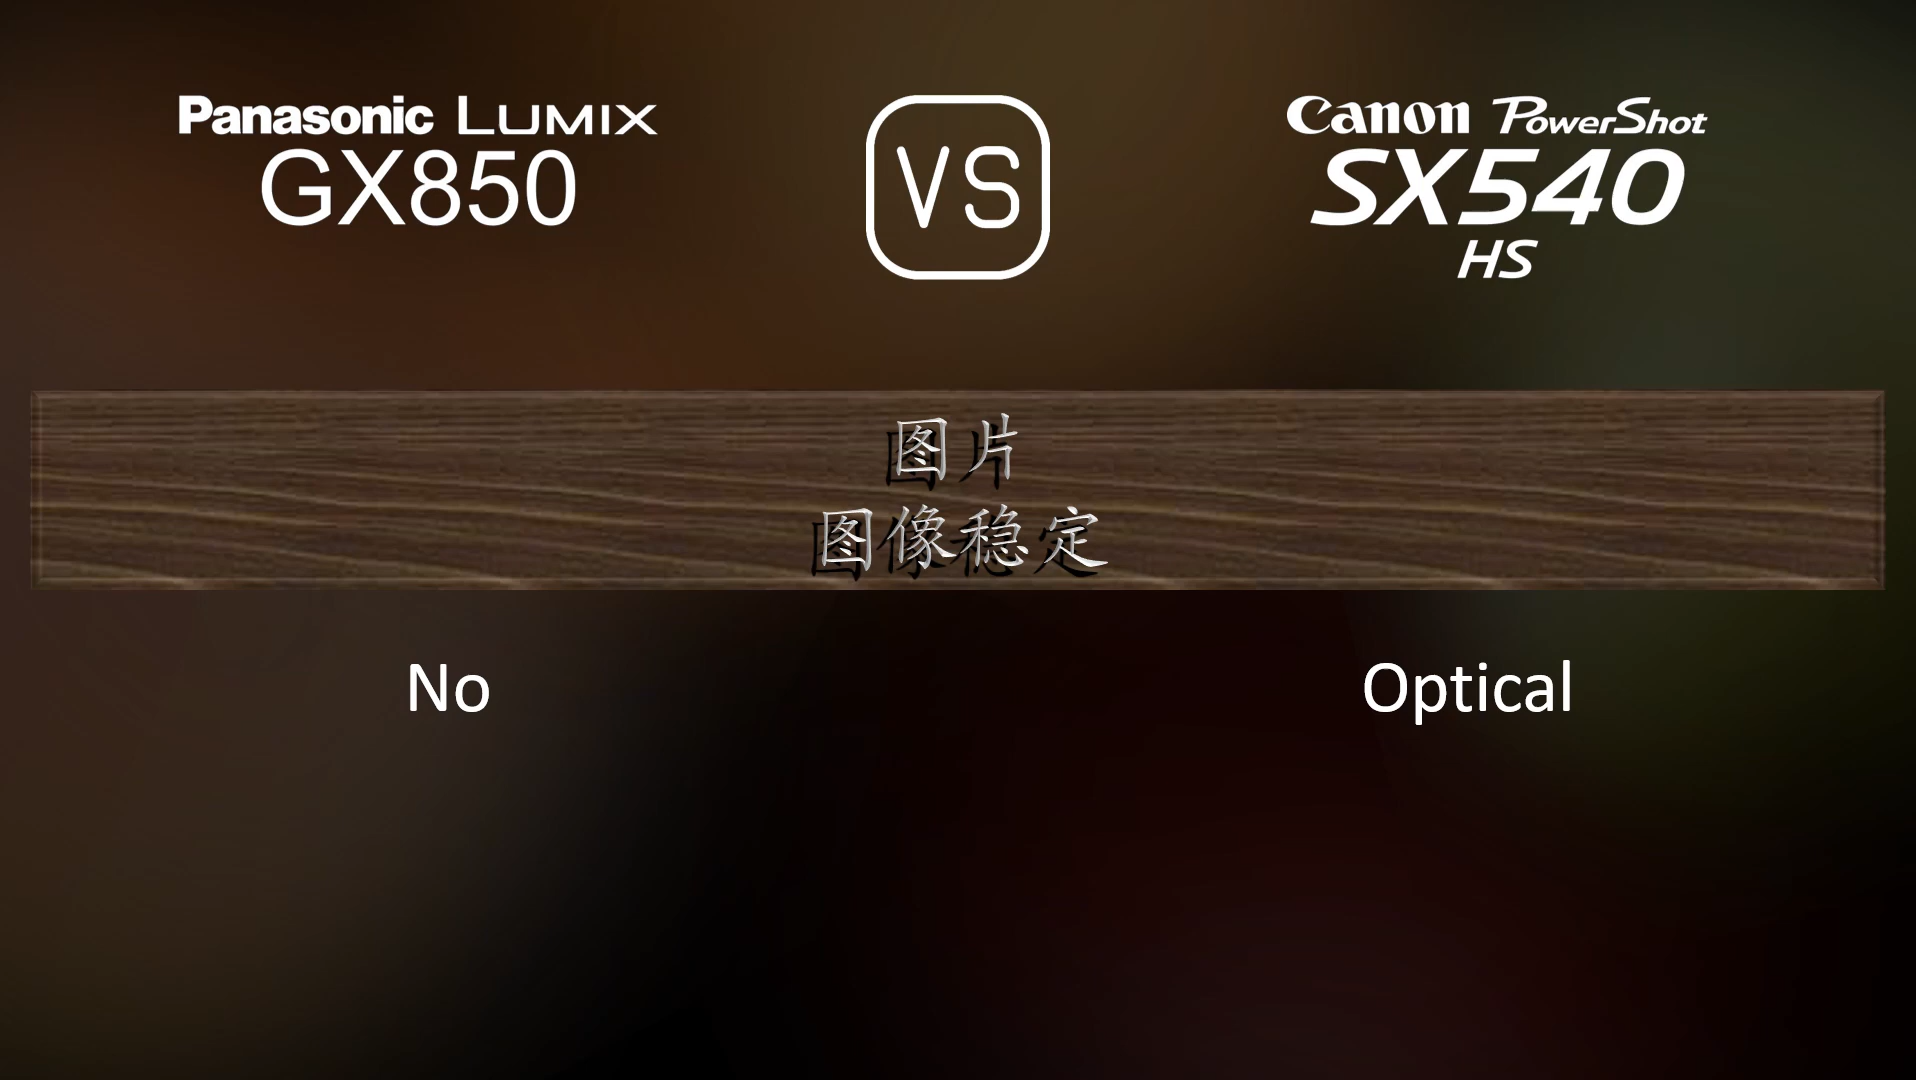 Panasonic LUMIX
GX850
VS
Canon PowerShot
SX540
HS
图片
图像稳定
No
Optical